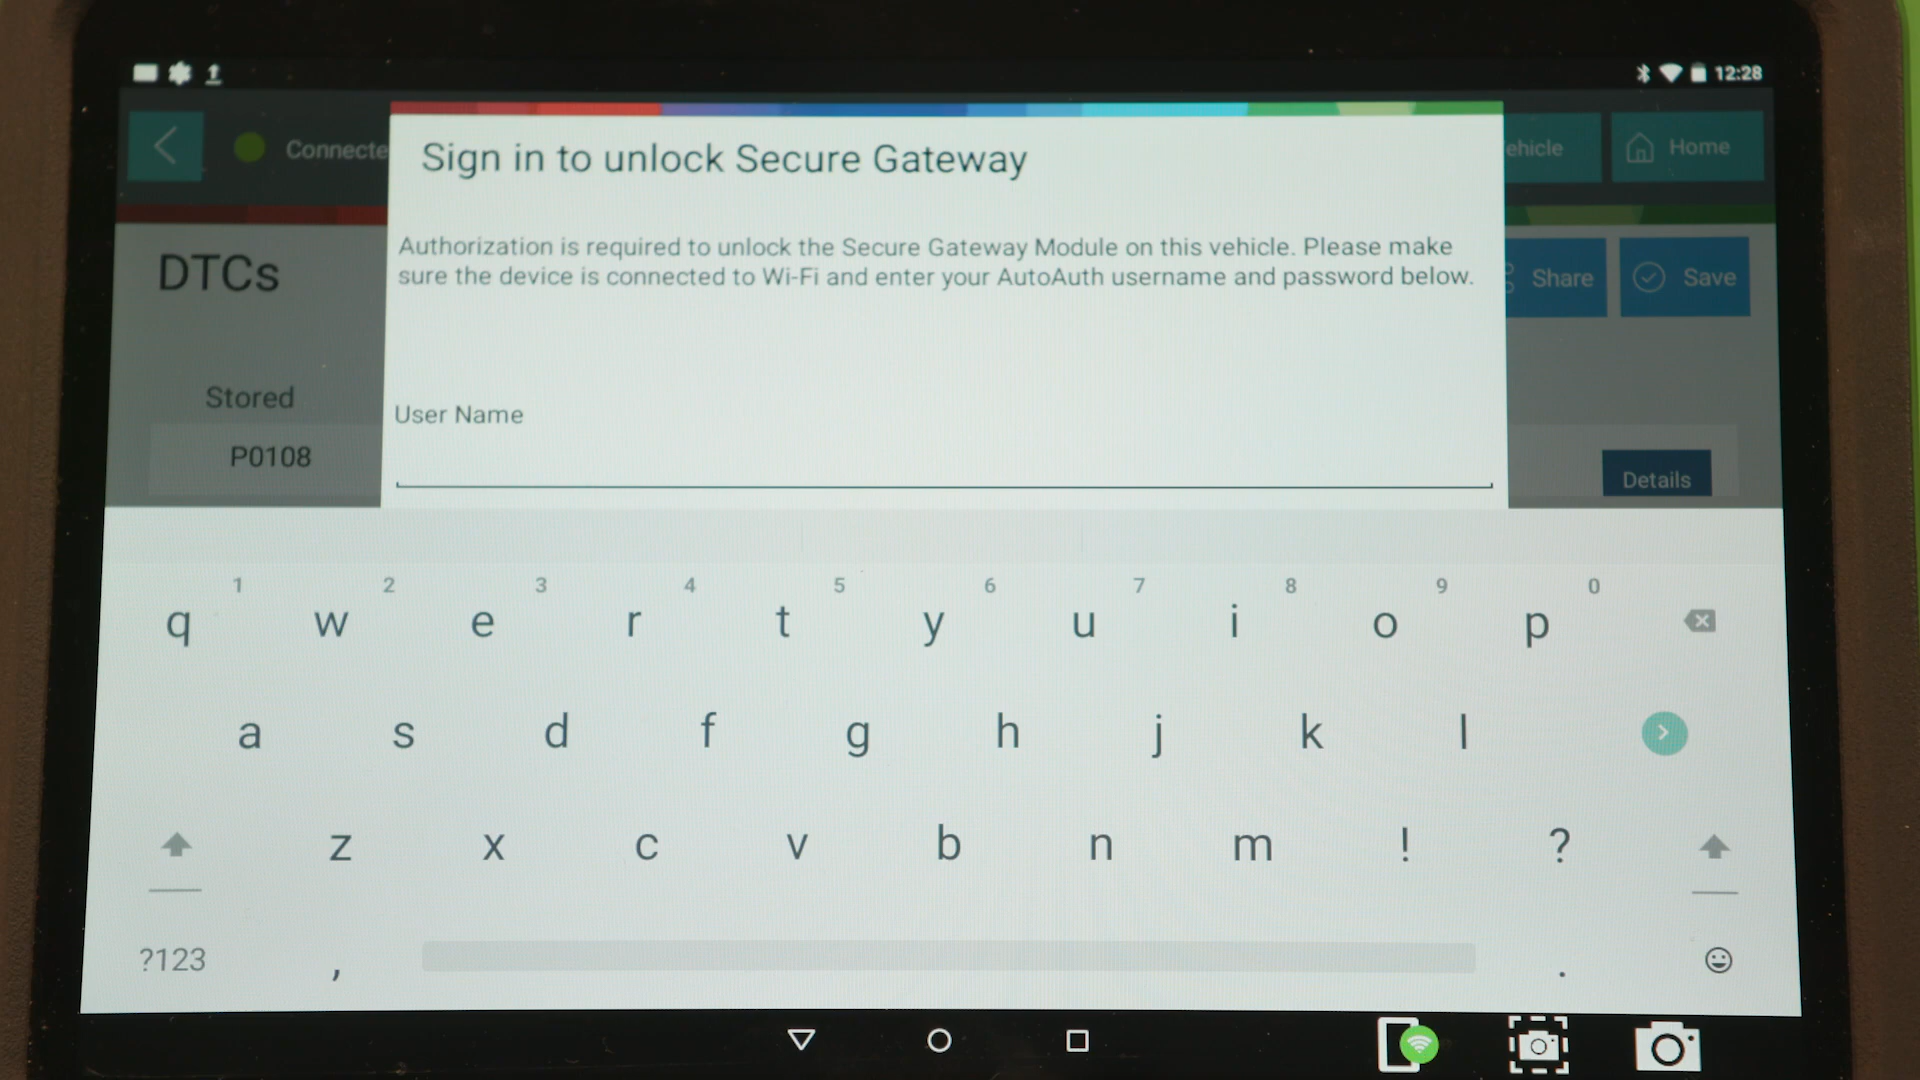 12:28
Connecte
ehicle
Home
Sign in to unlock Secure Gateway
Authorization is required to unlock the Secure Gateway Module on this vehicle. Please make
sure the device is connected to Wi-Fi and enter your AutoAuth username and password below.
DTCs
Share
Save
Stored
User Name
P0108
Details
1 2 3 4 5 6 7 8 9 0
q w e r t y u i o p
a s d f g h j k l
z x c v b n m ! ?
?123 , .